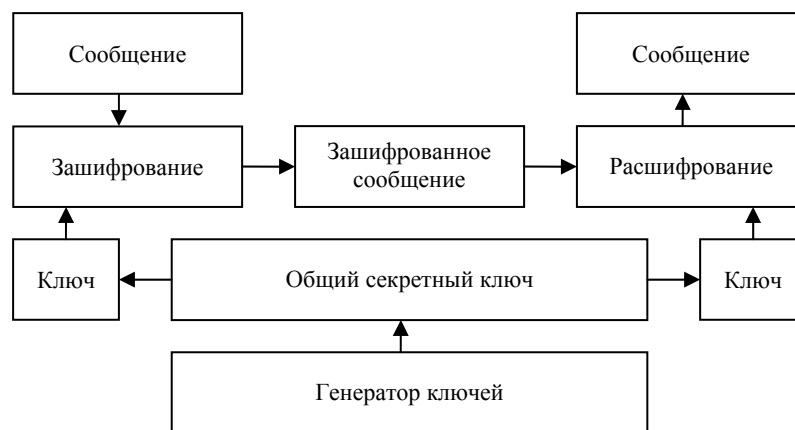 Сообщение
Сообщение
Зашифрование
Зашифрованное
сообщение
Расшифрование
Ключ
Общий секретный ключ
Ключ
Генератор ключей